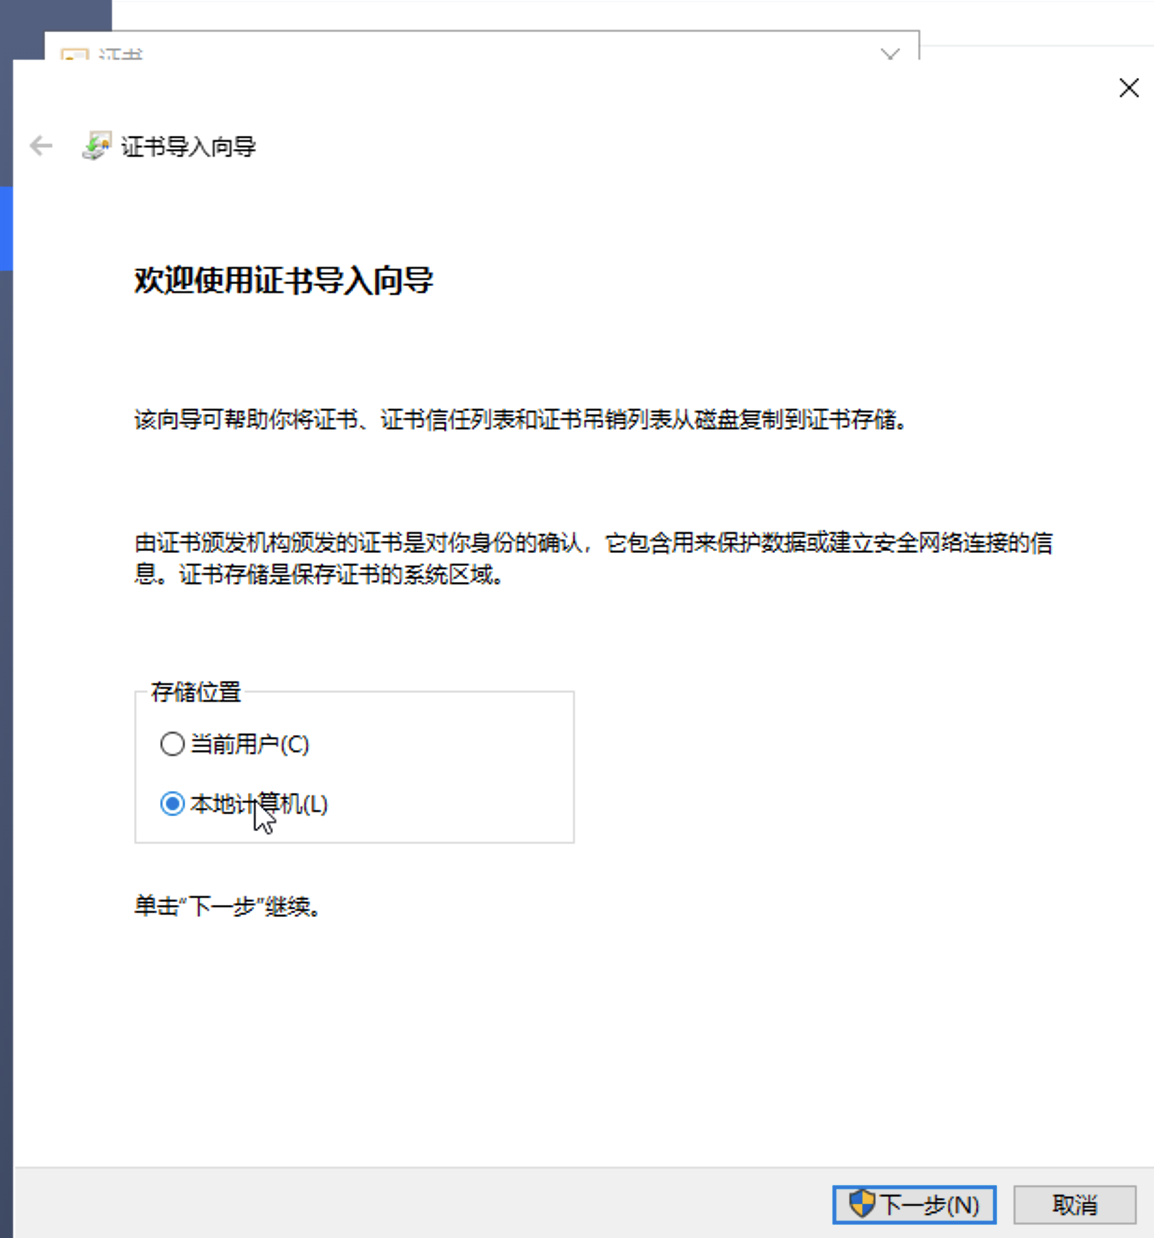 证书
证书导入向导
欢迎使用证书导入向导
该向导可帮助你将证书、证书信任列表和证书吊销列表从磁盘复制到证书存储。
由证书颁发机构颁发的证书是对你身份的确认，它包含用来保护数据或建立安全网络连接的信
息。证书存储是保存证书的系统区域。
存储位置
当前用户(C)
本地计算机(L)
单击“下一步”继续。
下一步(N)
取消